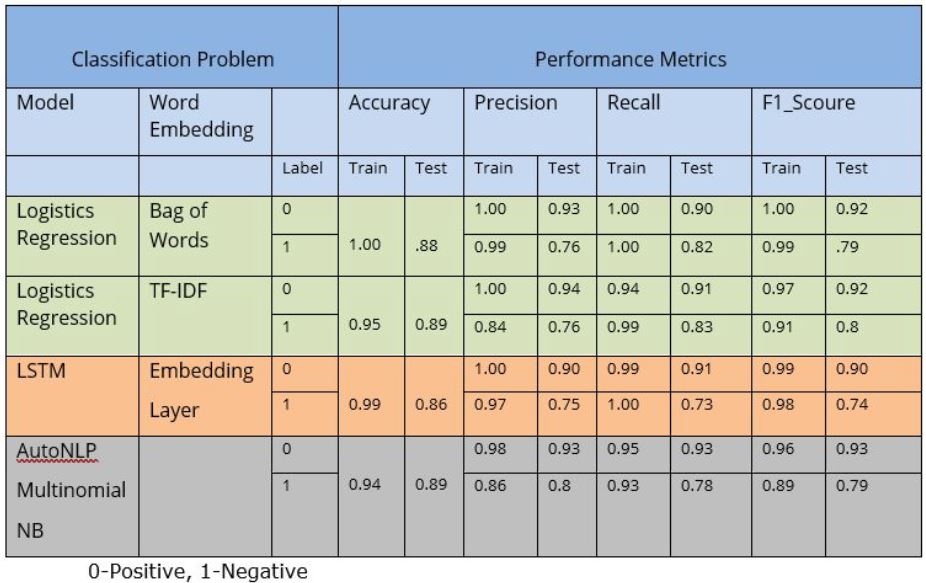 Classification Problem Performance Metrics
Model Word Embedding Accuracy Precision Recall F1_Scoure
Label Train Test Train Test Train Test Train Test
Logistics Regression Bag of Words 0 1.00 .88 1.00 0.93 1.00 0.90 1.00 0.92
1 0.99 0.76 1.00 0.82 0.99 .79
Logistics Regression TF-IDF 0 0.95 0.89 1.00 0.94 0.94 0.91 0.97 0.92
1 0.84 0.76 0.99 0.83 0.91 0.8
LSTM Embedding Layer 0 0.99 0.86 1.00 0.90 0.99 0.91 0.99 0.90
1 0.97 0.75 1.00 0.73 0.98 0.74
AutoNLP Multinomial NB 0 0.94 0.89 0.98 0.93 0.95 0.93 0.96 0.93
1 0.86 0.8 0.93 0.78 0.89 0.79
0-Positive, 1-Negative